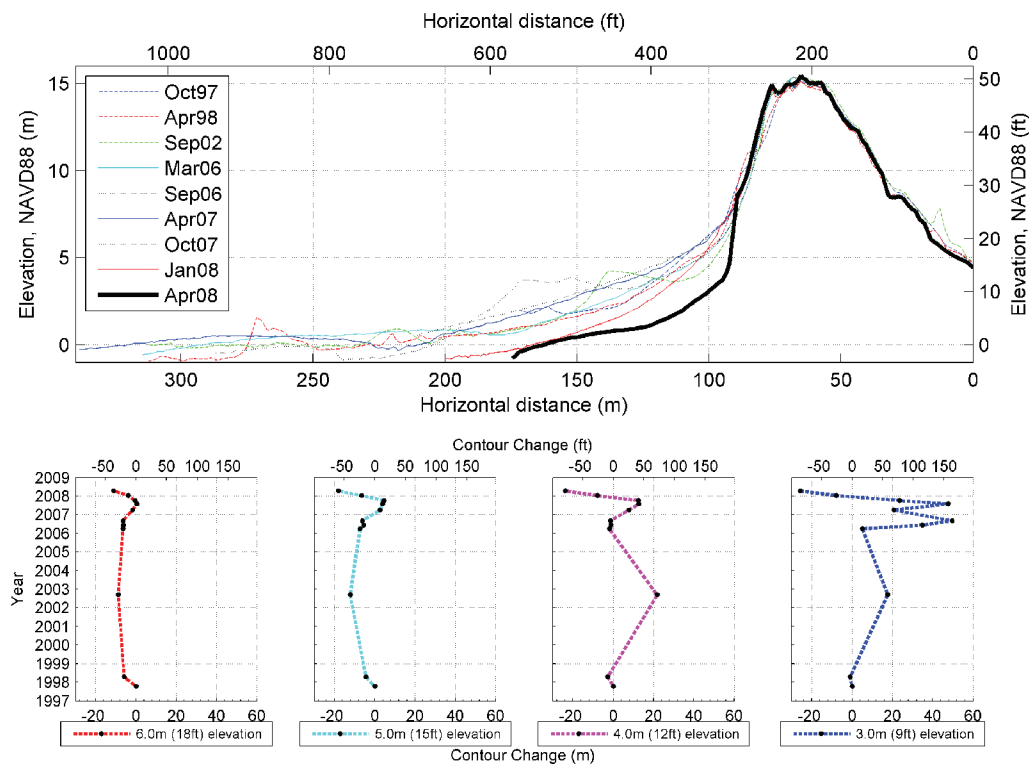 Horizontal distance (ft)
1000 800 600 400 200 0
Elevation, NAVD88 (m)
15
10
5
0
Oct97
Apr98
Sep02
Mar06
Sep06
Apr07
Oct07
Jan08
Apr08
50
40
30
20
10
0
Elevation, NAVD88 (ft)
300 250 200 150 100 50 0
Horizontal distance (m)
Contour Change (ft)
-50 0 50 100 150 -50 0 50 100 150 -50 0 50 100 150 -50 0 50 100 150
Year
2009
2008
2007
2006
2005
2004
2003
2002
2001
2000
1999
1998
1997
-20 0 20 40 60 -20 0 20 40 60 -20 0 20 40 60 -20 0 20 40 60
6.0m (18ft) elevation 5.0m (15ft) elevation 4.0m (12ft) elevation 3.0m (9ft) elevation
Contour Change (m)